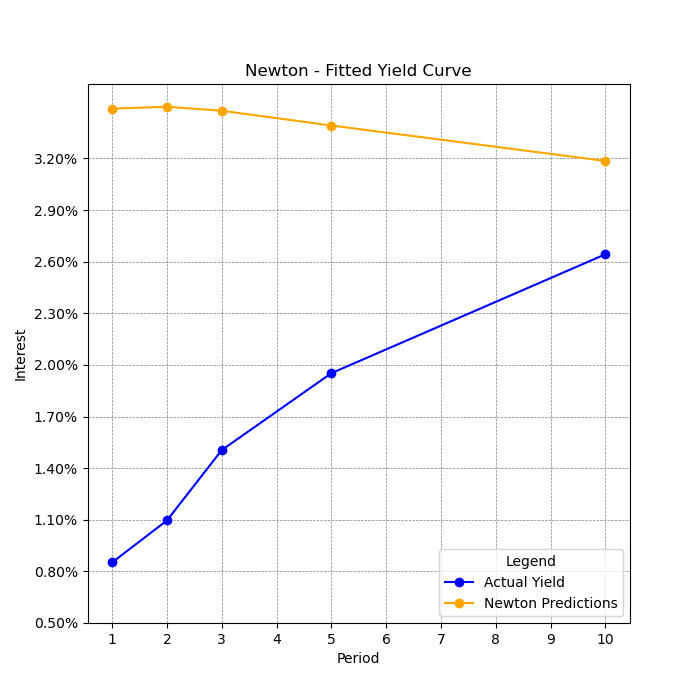 Newton - Fitted Yield Curve
3.20%
2.90%
2.60%
2.30%
2.00%
1.70%
1.40%
1.10%
0.80%
0.50%
Interest
Legend
Actual Yield
Newton Predictions
1 2 3 4 5 6 7 8 9 10
Period